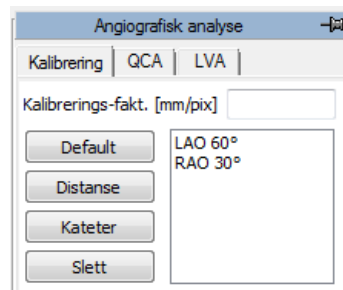 Angiografisk analyse
Kalibrering QCA LVA
Kalibrerings-fakt. [mm/pix]
Default
Distanse
Kateter
Slett
LAO 60°
RAO 30°